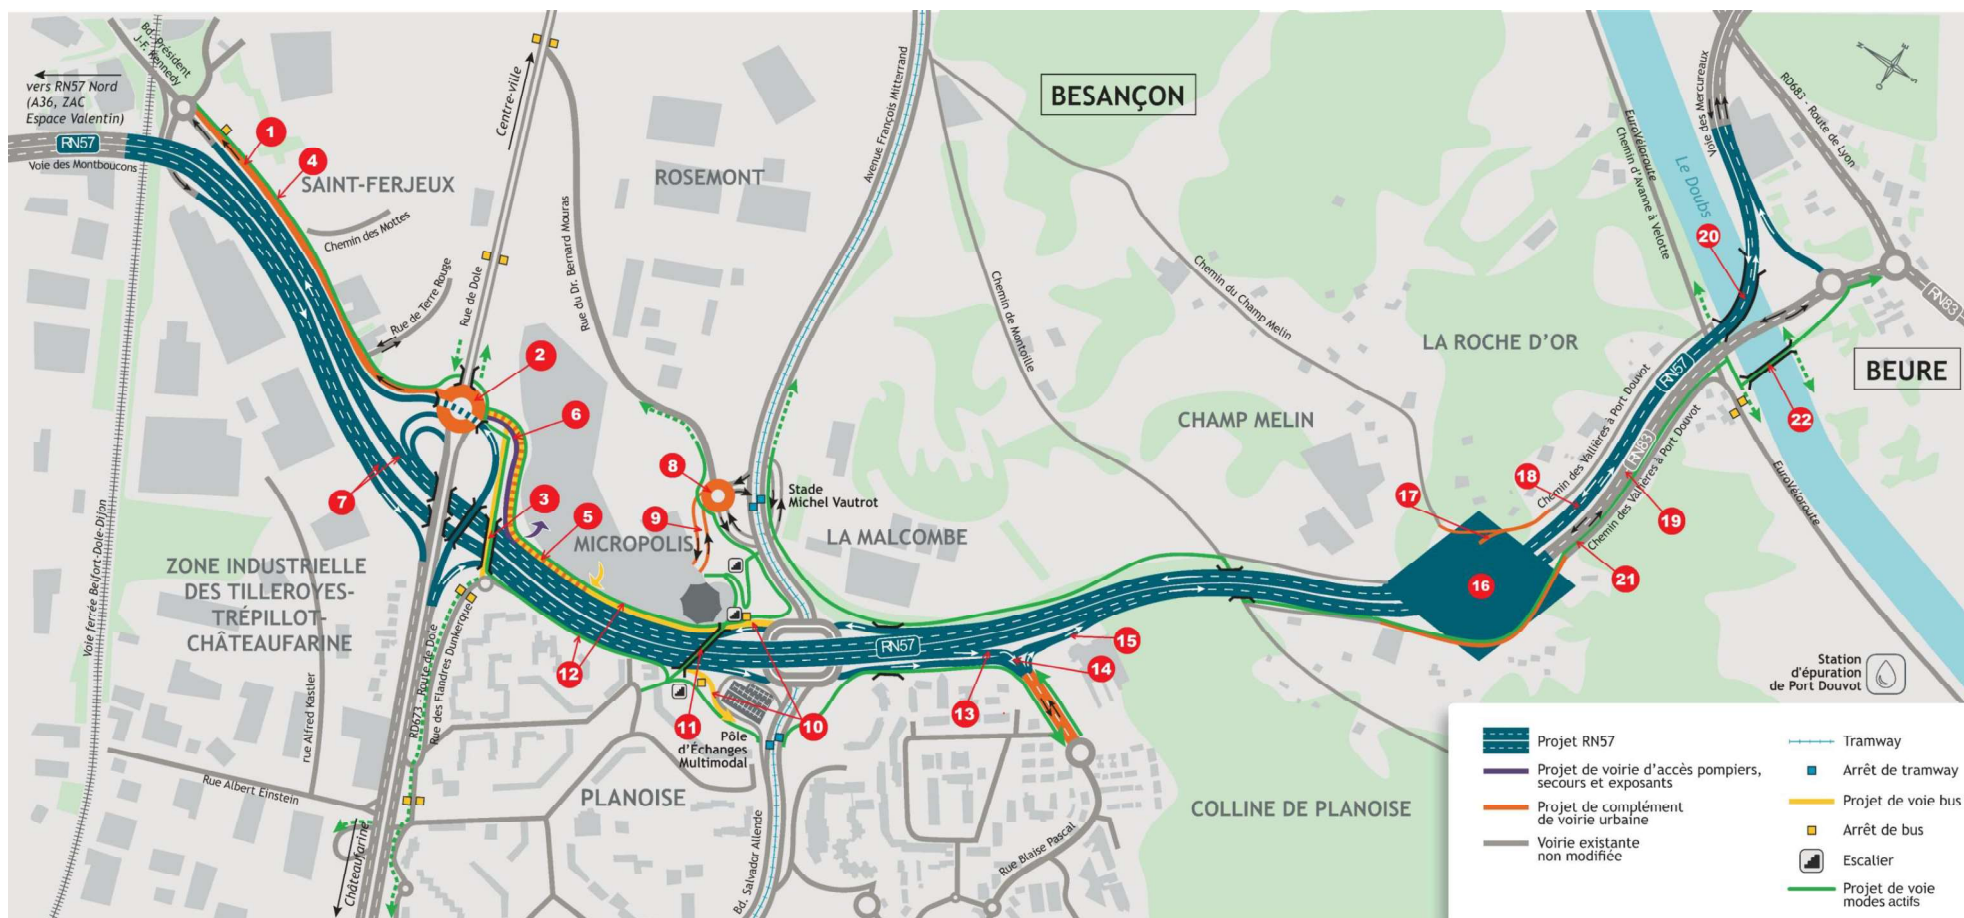 Bd. Président
J-F. Kennedy
vers RN57 Nord
(A36, ZAC
Espace Valentin)
RN57
Voie des Montboucons
1
4
SAINT-FERJEUX
Chemin des Mottes
Rue de Terre Rouge
Rue de Dole
Centre-ville
Rue du Dr. Bernard Mouras
ROSEMONT
Avenue François Mitterrand
BESANÇON
Chemin de Montoille
Chemin du Champ Melin
LA ROCHE D'OR
CHAMP MELIN
EuroVéloroute
Chemin d'Avanne à Velotte
Le Doubs
Voie des Mercureaux
RD683 - Route de Lyon
N
E
S
O
20
RN83
BEURE
22
2
6
7
3
5
8
9
MICROPOLIS
Stade
Michel Vautrot
LA MALCOMBE
17
18
Chemin des Vallières à Port Douvot
RN57
RN83
Chemin des Vallières à Port Douvot
19
21
16
EuroVéloroute
ZONE INDUSTRIELLE
DES TILLEROYES-
TRÉPILLOT-
CHÂTEAUFARINE
Voie ferrée Belfort-Dole-Dijon
rue Alfred Kastler
Rue Albert Einstein
RD673 - Route de Dole
Rue des Flandres Dunkerque
Châteaufarine
12
11
10
RN57
13
14
15
Pôle
d'Échanges
Multimodal
PLANOISE
Bd. Salvador Allende
Rue Blaise Pascal
COLLINE DE PLANOISE
Station
d'épuration
de Port Douvot
Projet RN57
Projet de voirie d'accès pompiers,
secours et exposants
Projet de complément
de voirie urbaine
Voirie existante
non modifiée
Tramway
Arrêt de tramway
Projet de voie bus
Arrêt de bus
Escalier
Projet de voie
modes actifs